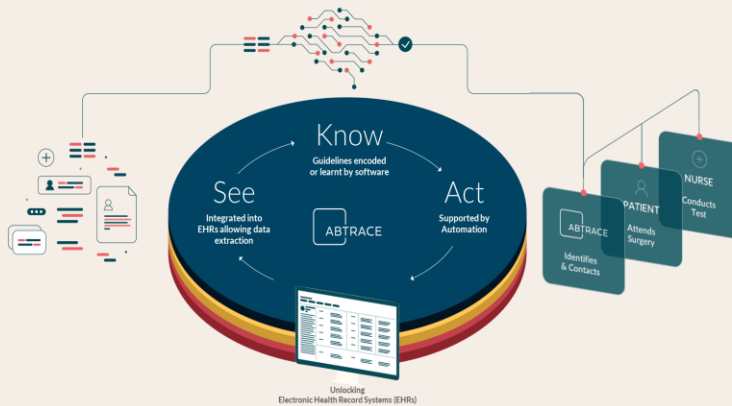 Know
Guidelines encoded
or learnt by software
See
Integrated into
EHRs allowing data
extraction
Act
Supported by
Automation
ABTRACE
ABTRACE
Identifies
& Contacts
PATIENT
Attends
Surgery
NURSE
Conducts
Test
Unlocking
Electronic Health Record Systems (EHRs)